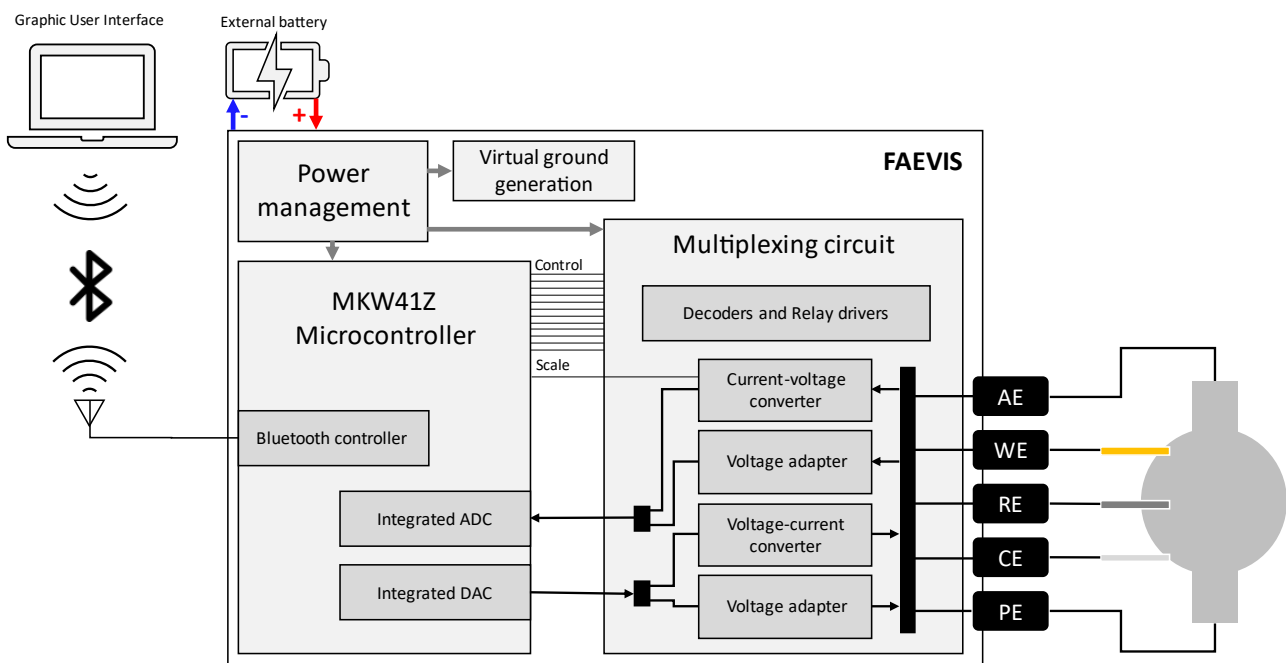 Graphic User Interface
External battery
-
+
FAEVIS
Power
management
Virtual ground
generation
Multiplexing circuit
Control
MKW41Z
Microcontroller
Decoders and Relay drivers
Scale
Current-voltage
converter
AE
Bluetooth controller
Voltage adapter
WE
Integrated ADC
RE
Voltage-current
converter
CE
Integrated DAC
Voltage adapter
PE